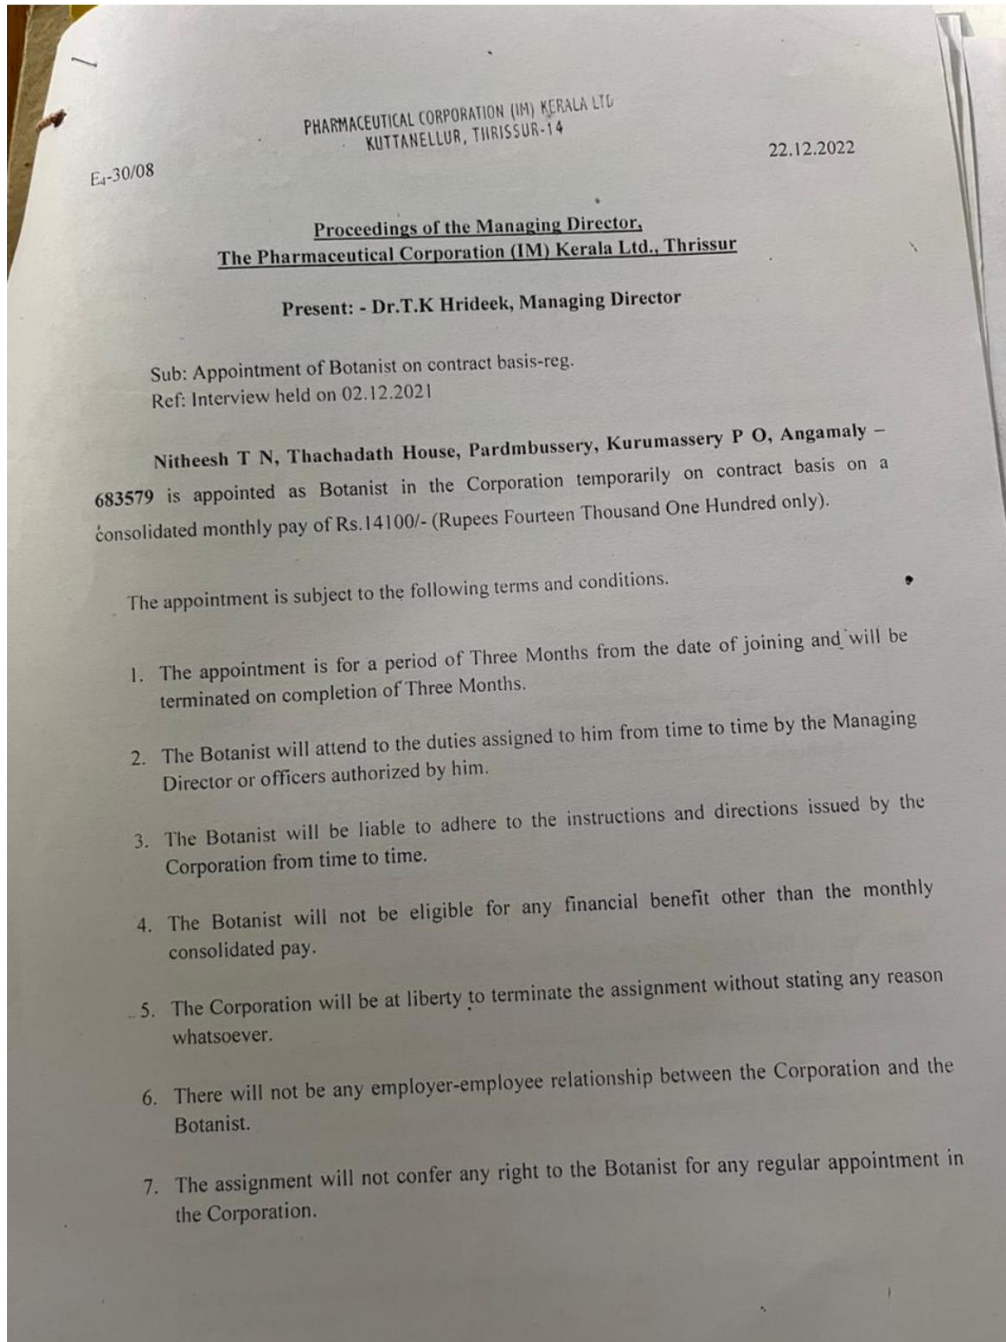 PHARMACEUTICAL CORPORATION (IM) KERALA LTD
KUTTANELLUR, THRISSUR-14
E4-30/08
22.12.2022
Proceedings of the Managing Director,
The Pharmaceutical Corporation (IM) Kerala Ltd., Thrissur
Present: - Dr.T.K Hrideek, Managing Director
Sub: Appointment of Botanist on contract basis-reg.
Ref: Interview held on 02.12.2021
Nitheesh T N, Thachadath House, Pardmbussery, Kurumassery P O, Angamaly –
683579 is appointed as Botanist in the Corporation temporarily on contract basis on a
consolidated monthly pay of Rs.14100/- (Rupees Fourteen Thousand One Hundred only).
The appointment is subject to the following terms and conditions.
1. The appointment is for a period of Three Months from the date of joining and will be
terminated on completion of Three Months.
2. The Botanist will attend to the duties assigned to him from time to time by the Managing
Director or officers authorized by him.
3. The Botanist will be liable to adhere to the instructions and directions issued by the
Corporation from time to time.
4. The Botanist will not be eligible for any financial benefit other than the monthly
consolidated pay.
5. The Corporation will be at liberty to terminate the assignment without stating any reason
whatsoever.
6. There will not be any employer-employee relationship between the Corporation and the
Botanist.
7. The assignment will not confer any right to the Botanist for any regular appointment in
the Corporation.